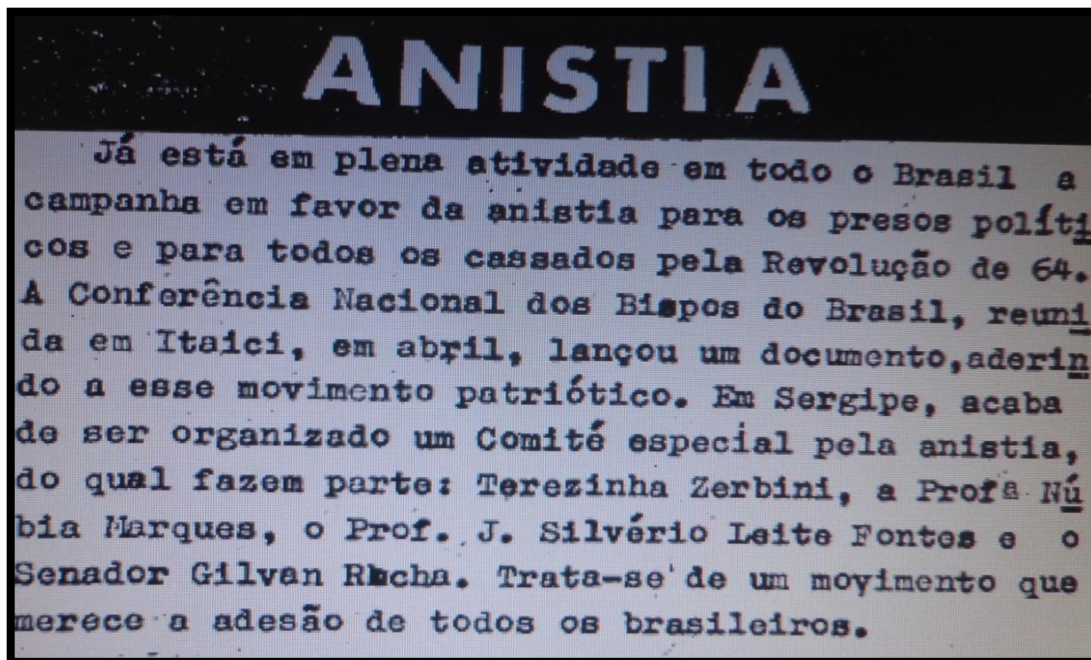 ANISTIA
Já está em plena atividade em todo o Brasil a
campanha em favor da anistia para os presos políti
cos e para todos os cassados pela Revolução de 64.
A Conferência Nacional dos Bispos do Brasil, reuni
da em Itaici, em abril, lançou um documento,aderin
do a esse movimento patriótico. Em Sergipe, acaba
de ser organizado um Comité especial pela anistia,
do qual fazem parte: Terezinha Zerbini, a Profª Nú
bia Marques, o Prof. J. Silvério Leite Fontes e o
Senador Gilvan Rocha. Trata-se de um movimento que
merece a adesão de todos os brasileiros.